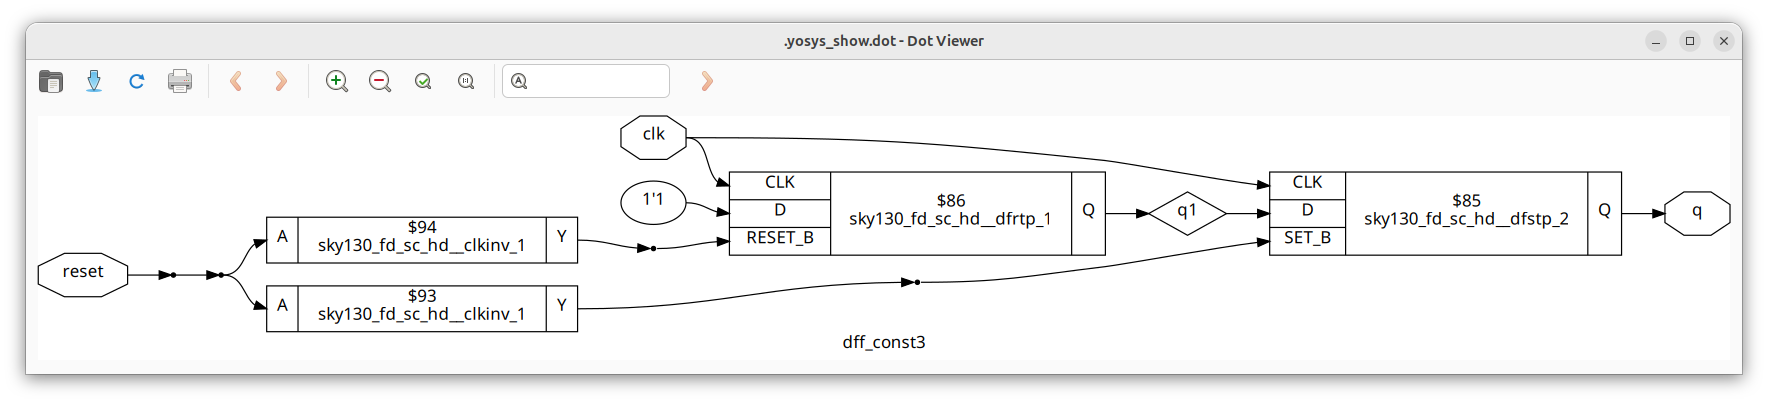 .yosys_show.dot - Dot Viewer
clk
1'1
CLK
D
RESET_B
$86
sky130_fd_sc_hd__dfrtp_1
Q
q1
CLK
D
SET_B
$85
sky130_fd_sc_hd__dfstp_2
Q
q
reset
A
$94
sky130_fd_sc_hd__clkinv_1
Y
A
$93
sky130_fd_sc_hd__clkinv_1
Y
dff_const3